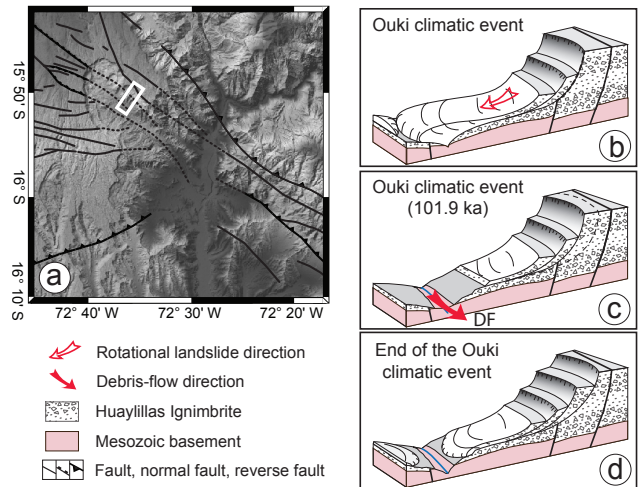 15° 50' S
16° S
16° 10' S
72° 40' W
72° 30' W
72° 20' W
a
Rotational landslide direction
Debris-flow direction
Huaylillas Ignimbrite
Mesozoic basement
Fault, normal fault, reverse fault
Ouki climatic event
b
Ouki climatic event
(101.9 ka)
DF
c
End of the Ouki
climatic event
d